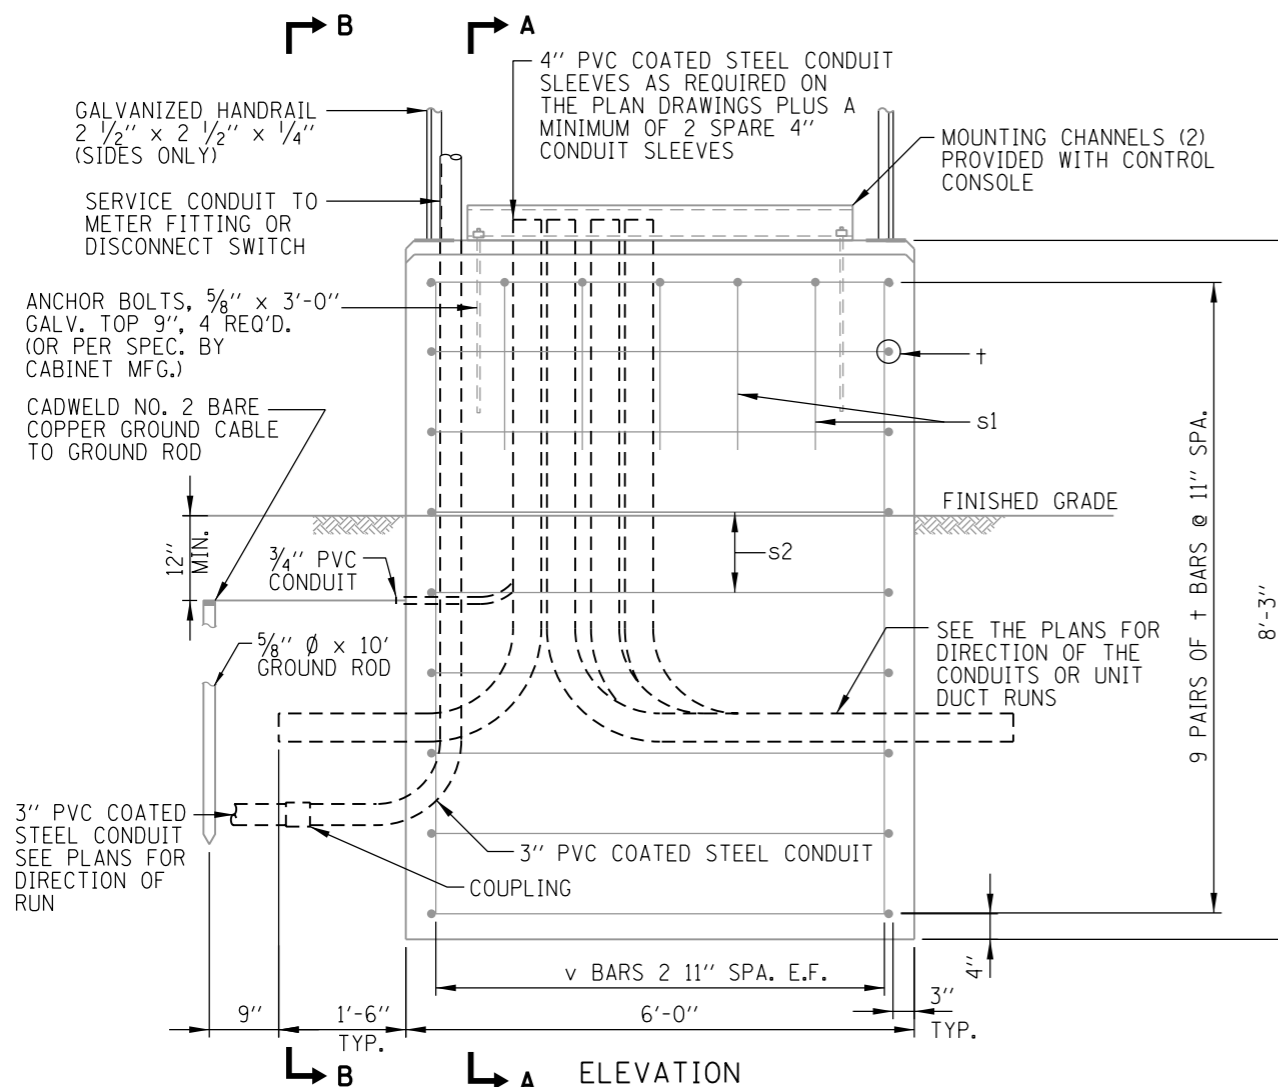 B
A
4" PVC COATED STEEL CONDUIT
SLEEVES AS REQUIRED ON
THE PLAN DRAWINGS PLUS A
MINIMUM OF 2 SPARE 4"
CONDUIT SLEEVES
GALVANIZED HANDRAIL
2 1/2" x 2 1/2" x 1/4"
(SIDES ONLY)
MOUNTING CHANNELS (2)
PROVIDED WITH CONTROL
CONSOLE
SERVICE CONDUIT TO
METER FITTING OR
DISCONNECT SWITCH
ANCHOR BOLTS, 5/8" x 3'-0"
GALV. TOP 9", 4 REQ'D.
(OR PER SPEC. BY
CABINET MFG.)
t
s1
CADWELD NO. 2 BARE
COPPER GROUND CABLE
TO GROUND ROD
FINISHED GRADE
12"
MIN.
s2
3/4" PVC
CONDUIT
5/8" Ø x 10'
GROUND ROD
SEE THE PLANS FOR
DIRECTION OF THE
CONDUITS OR UNIT
DUCT RUNS
9 PAIRS OF t BARS @ 11" SPA.
8'-3"
3" PVC COATED
STEEL CONDUIT
SEE PLANS FOR
DIRECTION OF
RUN
3" PVC COATED STEEL CONDUIT
COUPLING
4"
v BARS 2 11" SPA. E.F.
9"
1'-6"
TYP.
6'-0"
3"
TYP.
B
A
ELEVATION